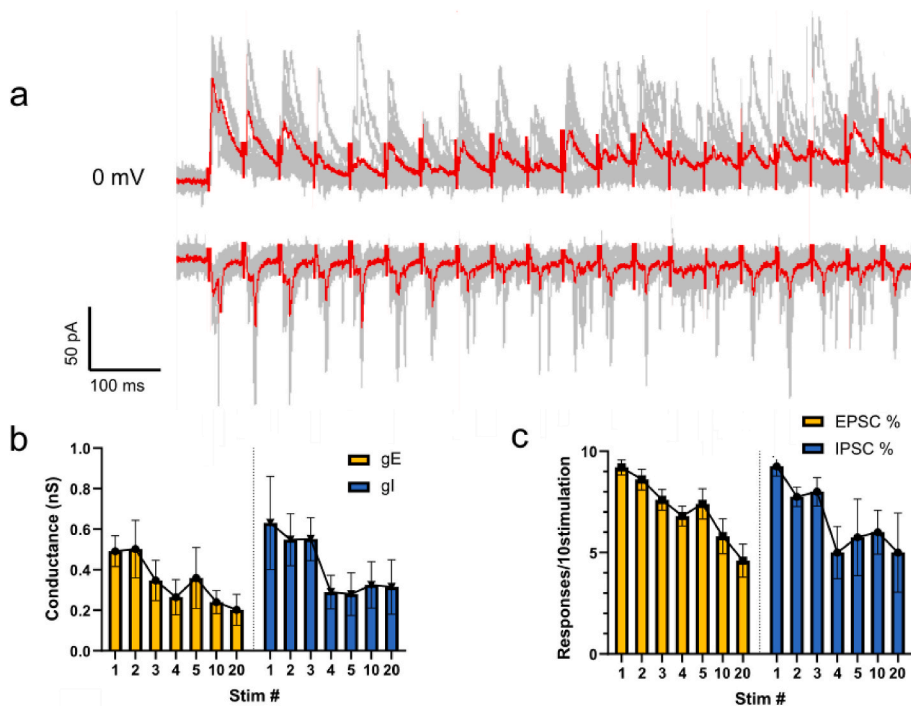 a
0 mV
50 pA
100 ms
b
c
gE
gI
EPSC %
IPSC %
Conductance (nS)
1.0
0.8
0.6
0.4
0.2
0.0
1 2 3 4 5 10 20 1 2 3 4 5 10 20
Stim #
Responses/10stimulation
10
5
0
1 2 3 4 5 10 20 1 2 3 4 5 10 20
Stim #